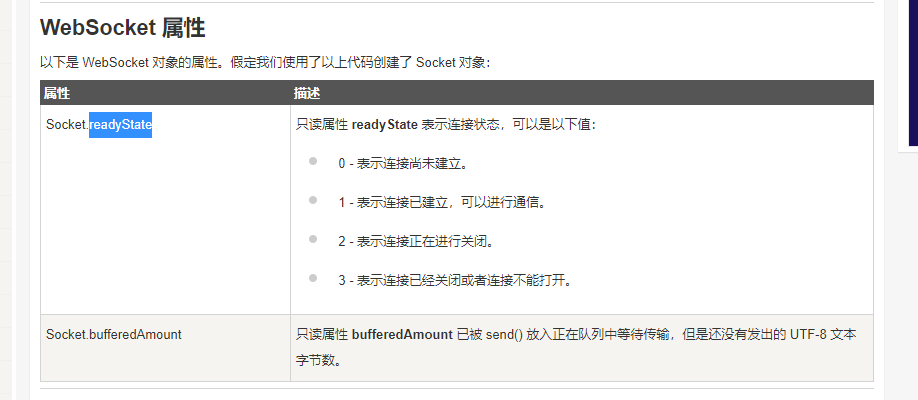 WebSocket 属性
以下是 WebSocket 对象的属性。假定我们使用了以上代码创建了 Socket 对象：
属性 描述
Socket.readyState 只读属性 readyState 表示连接状态，可以是以下值：
0 - 表示连接尚未建立。
1 - 表示连接已建立，可以进行通信。
2 - 表示连接正在进行关闭。
3 - 表示连接已经关闭或者连接不能打开。
Socket.bufferedAmount 只读属性 bufferedAmount 已被 send() 放入正在队列中等待传输，但是还没有发出的 UTF-8 文本
字节数。